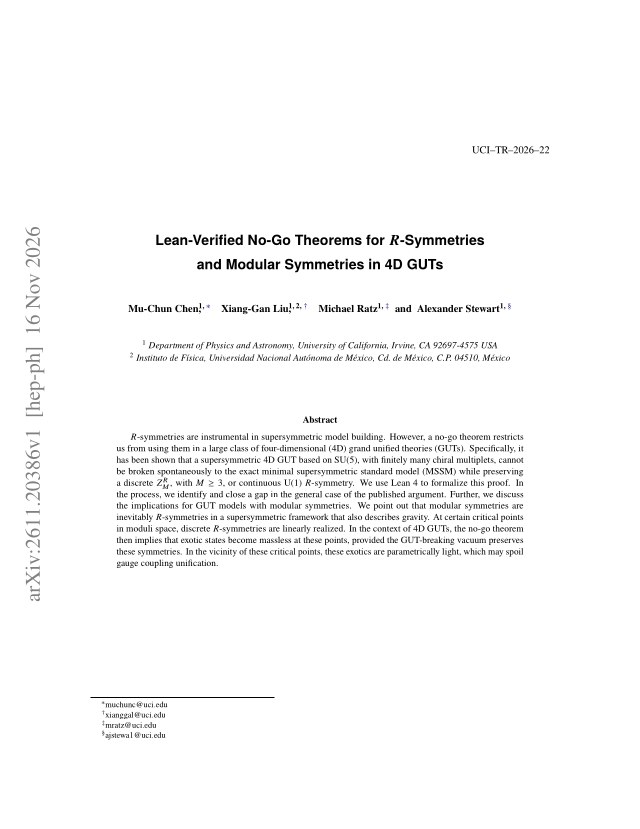 UCI–TR–2026–22
Lean-Verified No-Go Theorems for R-Symmetries
and Modular Symmetries in 4D GUTs
Mu-Chun Chen,1,∗ Xiang-Gan Liu,1,2,† Michael Ratz1,‡ and Alexander Stewart1,§
1 Department of Physics and Astronomy, University of California, Irvine, CA 92697-4575 USA
2 Instituto de Física, Universidad Nacional Autónoma de México, Cd. de México, C.P. 04510, México
Abstract
R-symmetries are instrumental in supersymmetric model building. However, a no-go theorem restricts
us from using them in a large class of four-dimensional (4D) grand unified theories (GUTs). Specifically, it
has been shown that a supersymmetric 4D GUT based on SU(5), with finitely many chiral multiplets, cannot
be broken spontaneously to the exact minimal supersymmetric standard model (MSSM) while preserving
a discrete Z_M^R, with M ≥ 3, or continuous U(1) R-symmetry. We use Lean 4 to formalize this proof. In
the process, we identify and close a gap in the general case of the published argument. Further, we discuss
the implications for GUT models with modular symmetries. We point out that modular symmetries are
inevitably R-symmetries in a supersymmetric framework that also describes gravity. At certain critical points
in moduli space, discrete R-symmetries are linearly realized. In the context of 4D GUTs, the no-go theorem
then implies that exotic states become massless at these points, provided the GUT-breaking vacuum preserves
these symmetries. In the vicinity of these critical points, these exotics are parametrically light, which may spoil
gauge coupling unification.
∗muchunc@uci.edu
†xianggal@uci.edu
‡mratz@uci.edu
§ajstewa1@uci.edu
arXiv:2611.20386v1 [hep-ph] 16 Nov 2026